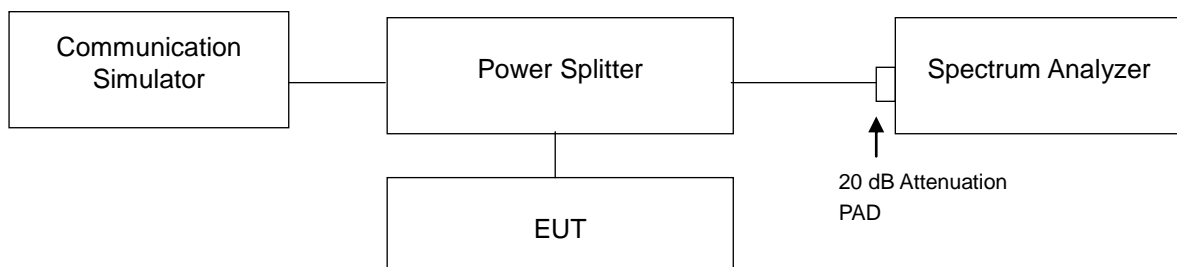 Communication
Simulator
Power Splitter
Spectrum Analyzer
20 dB Attenuation
PAD
EUT